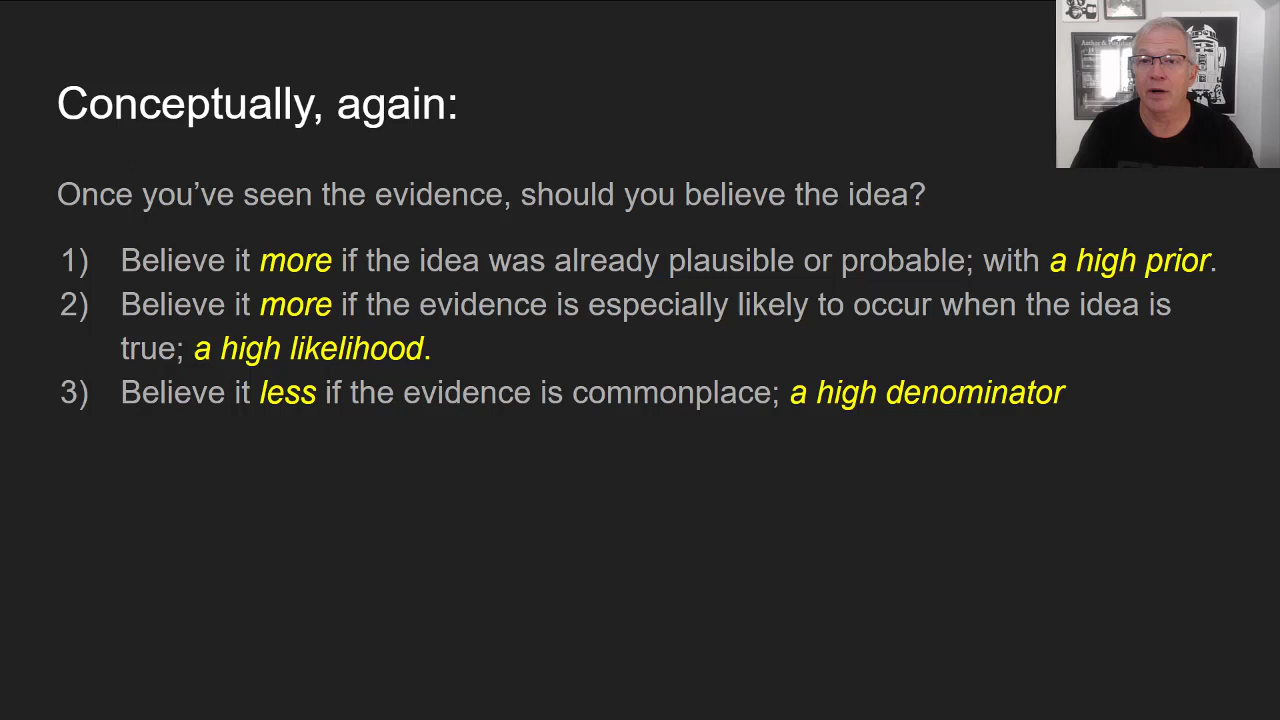 Conceptually, again:
Once you’ve seen the evidence, should you believe the idea?
1) Believe it more if the idea was already plausible or probable; with a high prior.
2) Believe it more if the evidence is especially likely to occur when the idea is
true; a high likelihood.
3) Believe it less if the evidence is commonplace; a high denominator